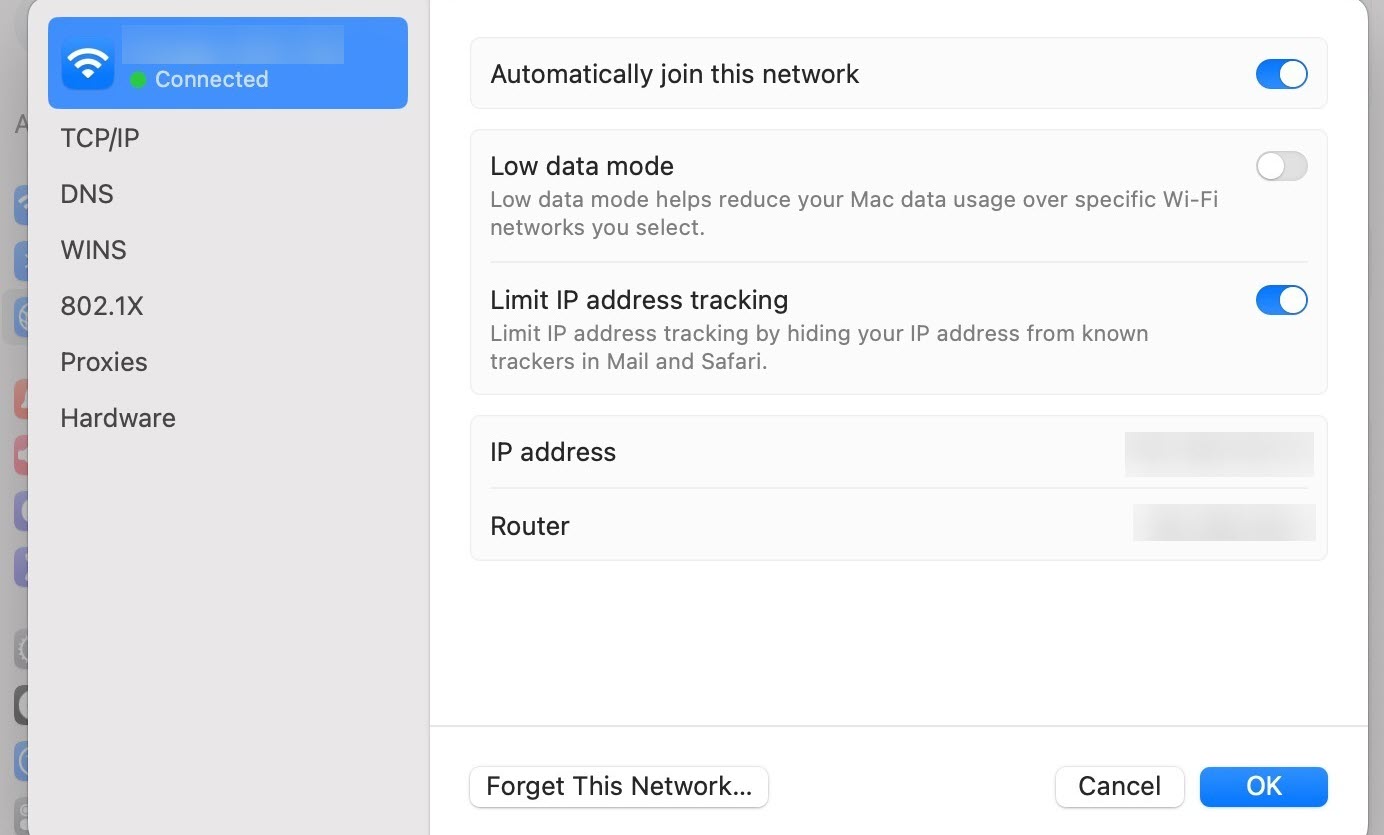 Connected
TCP/IP
DNS
WINS
802.1X
Proxies
Hardware
Automatically join this network
Low data mode
Low data mode helps reduce your Mac data usage over specific Wi-Fi
networks you select.
Limit IP address tracking
Limit IP address tracking by hiding your IP address from known
trackers in Mail and Safari.
IP address
Router
Forget This Network...
Cancel
OK